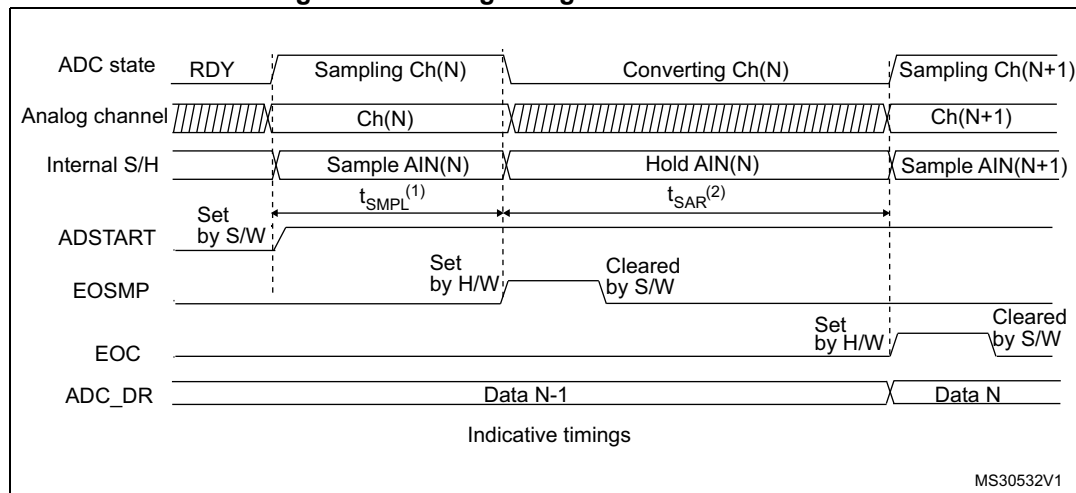 ADC state RDY Sampling Ch(N) Converting Ch(N) Sampling Ch(N+1)
Analog channel Ch(N) Ch(N+1)
Internal S/H Sample AIN(N) Hold AIN(N) Sample AIN(N+1)
tSMPL(1) tSAR(2)
Set
by S/W
ADSTART
Set Cleared
by H/W by S/W
EOSMP
Set Cleared
by H/W by S/W
EOC
ADC_DR Data N-1 Data N
Indicative timings
MS30532V1